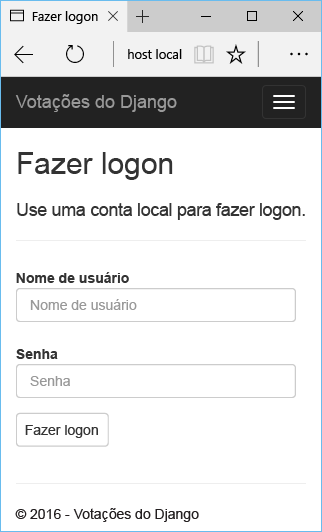 Fazer logon
host local
Votações do Django
Fazer logon
Use uma conta local para fazer logon.
Nome de usuário
Nome de usuário
Senha
Senha
Fazer logon
© 2016 - Votações do Django